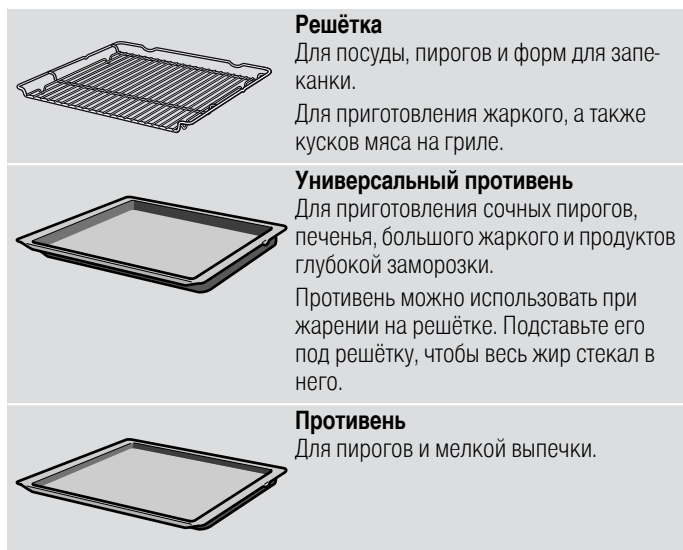 Решётка
Для посуды, пирогов и форм для запе-
канки.
Для приготовления жаркого, а также
кусков мяса на гриле.
Универсальный противень
Для приготовления сочных пирогов,
печенья, большого жаркого и продуктов
глубокой заморозки.
Противень можно использовать при
жарении на решётке. Подставьте его
под решётку, чтобы весь жир стекал в
него.
Противень
Для пирогов и мелкой выпечки.